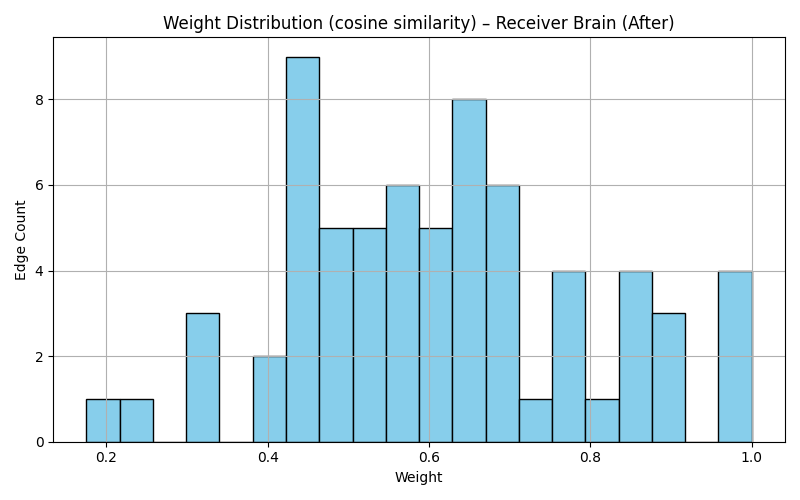 Weight Distribution (cosine similarity) – Receiver Brain (After)
Edge Count
8
6
4
2
0
0.2 0.4 0.6 0.8 1.0
Weight